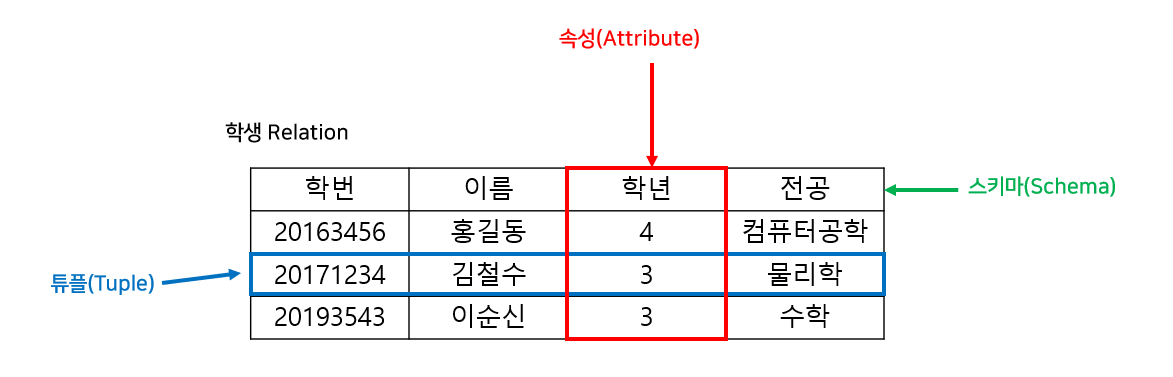 속성(Attribute)
학생 Relation
학번 이름 학년 전공
스키마(Schema)
20163456 홍길동 4 컴퓨터공학
튜플(Tuple)
20171234 김철수 3 물리학
20193543 이순신 3 수학